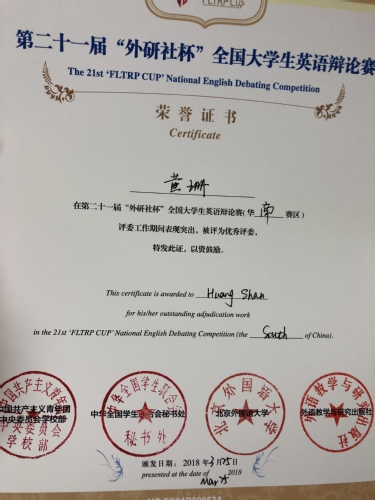 FLTRP CUP
第二十一届“外研社杯”全国大学生英语辩论赛
The 21st ‘FLTRP CUP’ National English Debating Competition
荣誉证书
Certificate
黄珊
在第二十一届“外研社杯”全国大学生英语辩论赛(华 南 赛区)
评委工作期间表现突出，被评为优秀评委。
特发此证，以资鼓励。
This certificate is awarded to Huang Shan
for his/her outstanding adjudication work
in the 21st ‘FLTRP CUP’ National English Debating Competition (the South of China).
中国共产主义青年团 中华全国学生联合会秘书处 北京外国语大学 外语教学与研究出版社
中央委员会学校部
秘书处
颁发日期：2018 年3月25日
presented at the date of May 25 2018